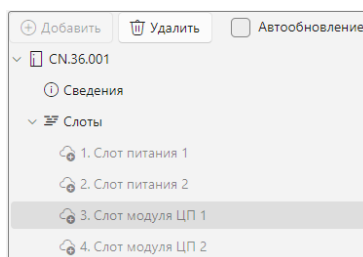 Добавить Удалить Автообновление
CN.36.001
Сведения
Слоты
1. Слот питания 1
2. Слот питания 2
3. Слот модуля ЦП 1
4. Слот модуля ЦП 2